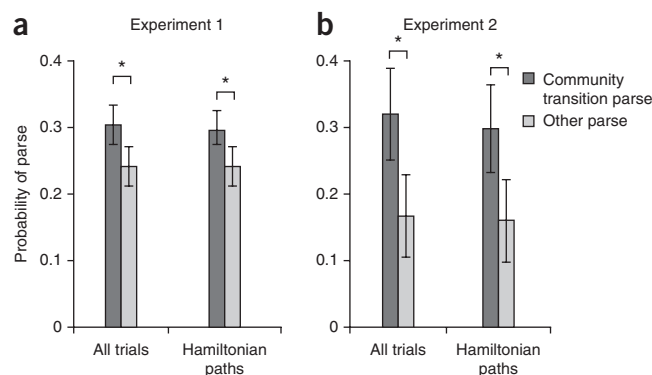 a
Experiment 1
b
Experiment 2
0.4
0.3
0.2
0.1
0
Probability of parse
*
*
All trials
Hamiltonian
paths
0.4
0.3
0.2
0.1
0
*
*
All trials
Hamiltonian
paths
Community
transition parse
Other parse